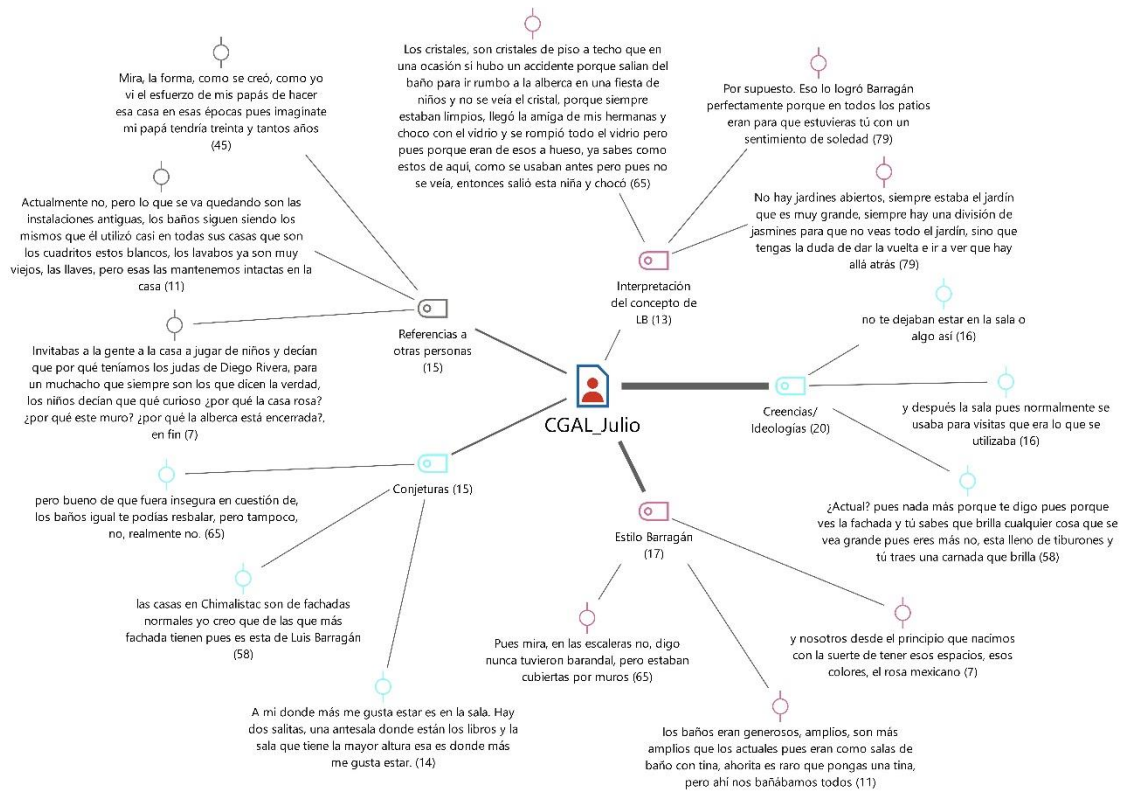 Mira, la forma, como se creó, como yo
ví el esfuerzo de mis papás de hacer
esa casa en esas épocas pues imaginate
mi papá tendría treinta y tantos años
(45)
Actualmente no, pero lo que se va quedando son las
instalaciones antiguas, los baños siguen siendo los
mismos que él utilizó casi en todas sus casas que son
los cuadritos estos blancos, los lavabos ya son muy
viejos, las llaves, pero esas las mantenemos intactas en la
casa (11)
Invitabas a la gente a la casa a jugar de niños y decían
que por qué teníamos los judas de Diego Rivera, para
un muchacho que siempre son los que dicen la verdad,
los niños decían que qué curioso ¿por qué la casa rosa?
¿por qué este muro? ¿por qué la alberca está encerrada?,
en fin (7)
Referencias a
otras personas
(15)
Los cristales, son cristales de piso a techo que en
una ocasión si hubo un accidente porque salian del
baño para ir rumbo a la alberca en una fiesta de
niños y no se veía el cristal, porque siempre
estaban limpios, llegó la amiga de mis hermanas y
choco con el vidrio y se rompió todo el vidrio pero
pues porque eran de esos a hueso, ya sabes como
estos de aquí, como se usaban antes pero pues no
se veía, entonces salió esta niña y chocó (65)
Por supuesto. Eso lo logró Barragán
perfectamente porque en todos los patios
eran para que estuvieras tú con un
sentimiento de soledad (79)
No hay jardines abiertos, siempre estaba el jardín
que es muy grande, siempre hay una división de
jasmines para que no veas todo el jardín, sino que
tengas la duda de dar la vuelta e ir a ver que hay
allá atrás (79)
Interpretación
del concepto de
LB (13)
CGAL_Julio
no te dejaban estar en la sala o
algo así (16)
y después la sala pues normalmente se
usaba para visitas que era lo que se
utilizaba (16)
¿Actual? pues nada más porque te digo pues porque
ves la fachada y tú sabes que brilla cualquier cosa que se
vea grande pues eres más no, esta lleno de tiburones y
tú traes una carnada que brilla (58)
Creencias/
Ideologías (20)
Conjeturas (15)
pero bueno de que fuera insegura en cuestión de,
los baños igual te podías resbalar, pero tampoco,
no, realmente no. (65)
las casas en Chimalistac son de fachadas
normales yo creo que de las que más
fachada tienen pues es esta de Luis Barragán
(58)
A mi donde más me gusta estar es en la sala. Hay
dos salitas, una antesala donde están los libros y la
sala que tiene la mayor altura esa es donde más
me gusta estar. (14)
Estilo Barragán
(17)
Pues mira, en las escaleras no, digo
nunca tuvieron barandal, pero estaban
cubiertas por muros (65)
y nosotros desde el principio que nacimos
con la suerte de tener esos espacios, esos
colores, el rosa mexicano (7)
los baños eran generosos, amplios, son más
amplios que los actuales pues eran como salas de
baño con tina, ahorita es raro que pongas una tina,
pero ahí nos bañábamos todos (11)